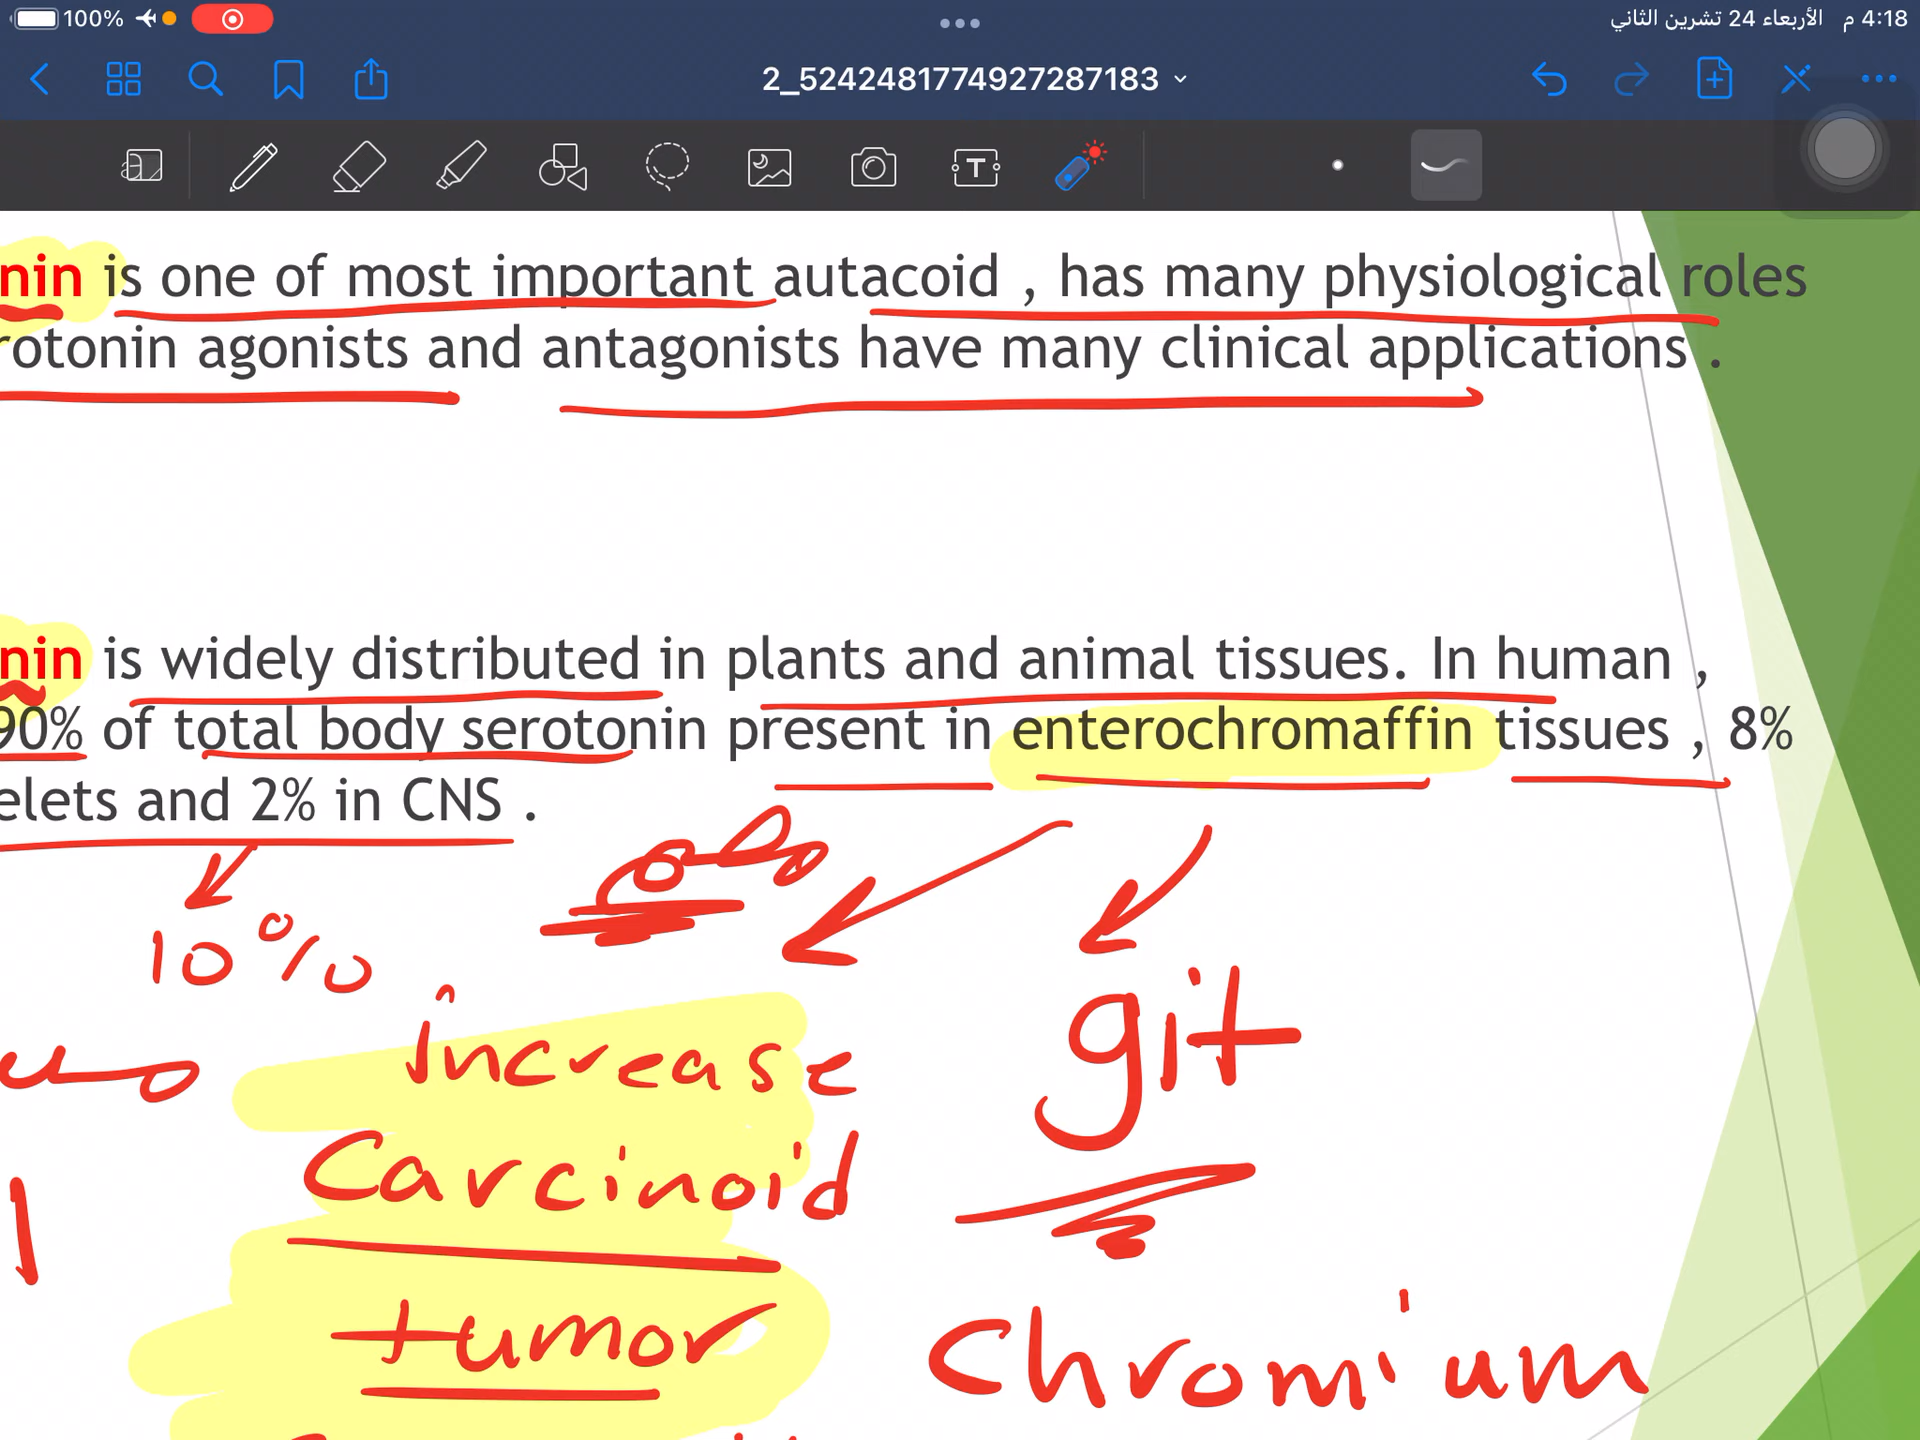 100%
4:18 م الأربعاء 24 تشرين الثاني
2_5242481774927287183
nin is one of most important autacoid , has many physiological roles
rotonin agonists and antagonists have many clinical applications .
nin is widely distributed in plants and animal tissues. In human ,
90% of total body serotonin present in enterochromaffin tissues , 8%
elets and 2% in CNS .
10%
increase
git
Carcinoid
tumor
Chromium